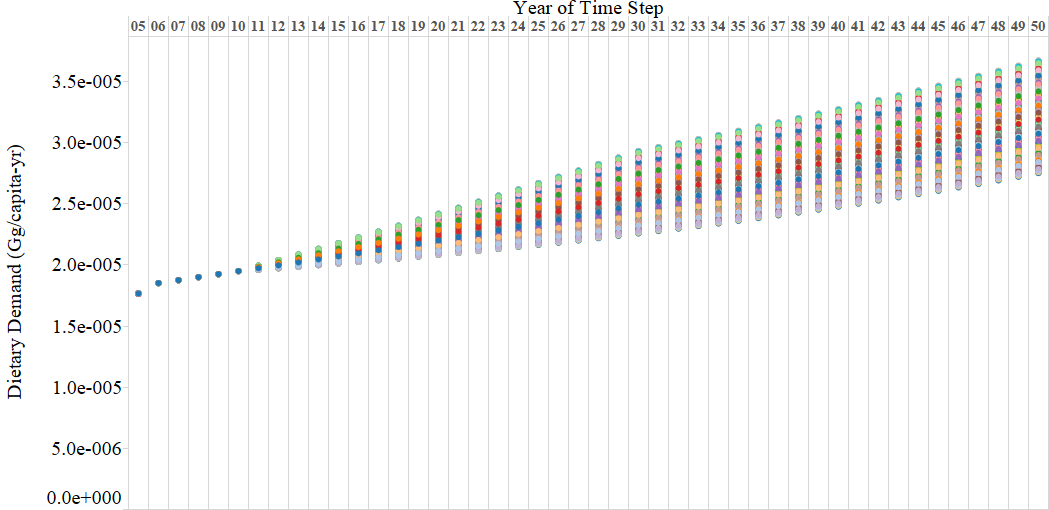 Year of Time Step
05 06 07 08 09 10 11 12 13 14 15 16 17 18 19 20 21 22 23 24 25 26 27 28 29 30 31 32 33 34 35 36 37 38 39 40 41 42 43 44 45 46 47 48 49 50
Dietary Demand (Gg/capita-yr)
3.5e-005
3.0e-005
2.5e-005
2.0e-005
1.5e-005
1.0e-005
5.0e-006
0.0e+000